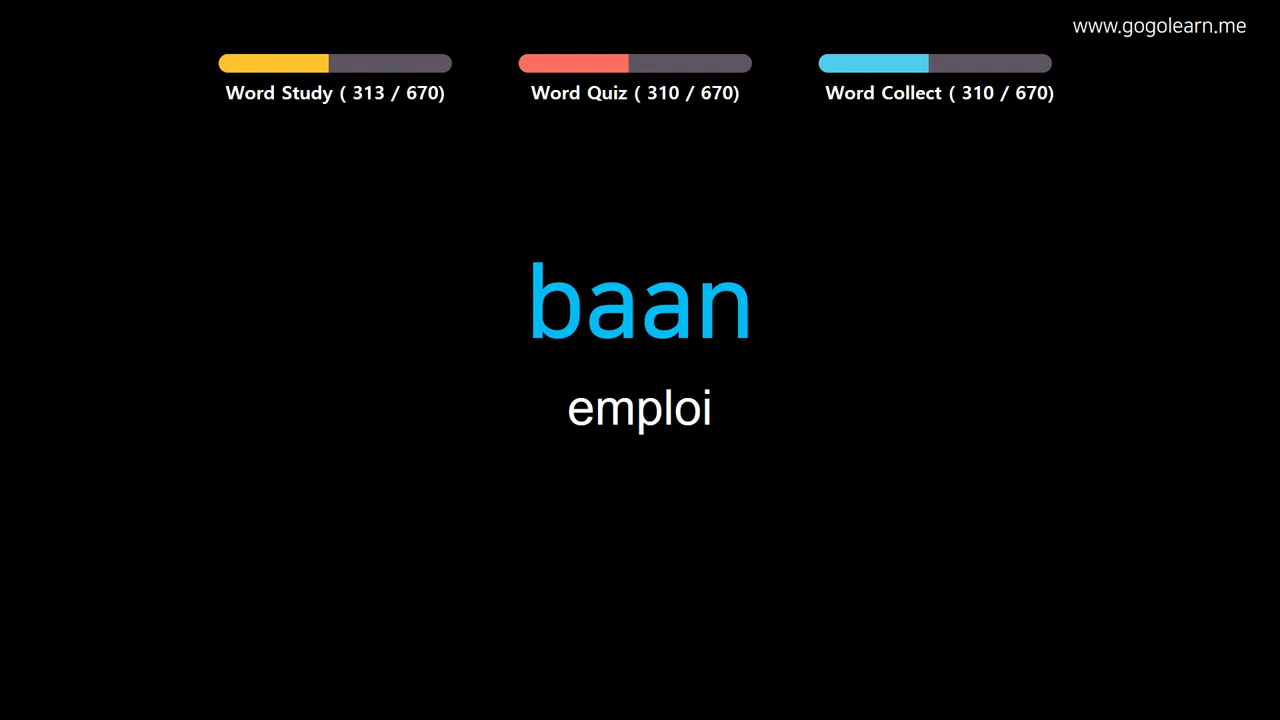 www.gogolearn.me
Word Study ( 313 / 670)
Word Quiz ( 310 / 670)
Word Collect ( 310 / 670)
baan
emploi